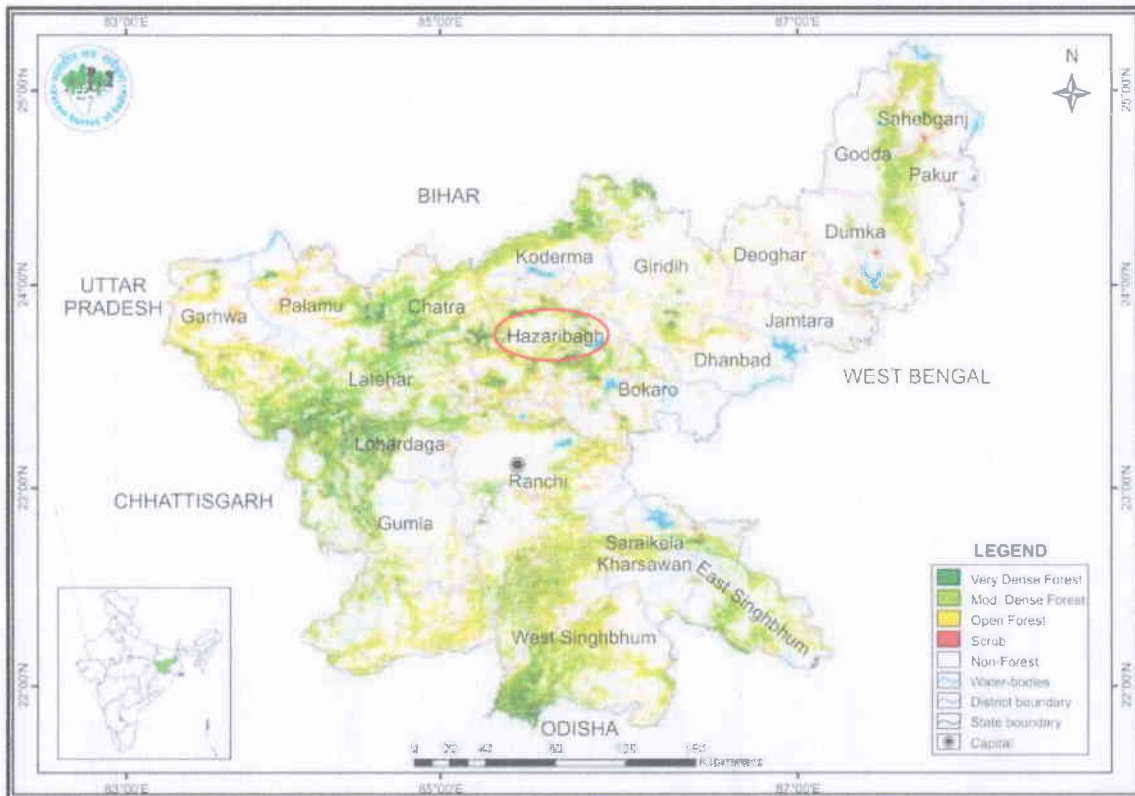 83°00'E 85°00'E 87°00'E
N
25°00'N 25°00'N
Sahebganj
Godda
Pakur
BIHAR
Dumka
Koderma
Deoghar
Giridih
24°00'N 24°00'N
UTTAR
PRADESH
Palamu
Chatra
Garhwa
Jamtara
Hazaribagh
Dhanbad
WEST BENGAL
Latehar
Bokaro
Lohardaga
Ranchi
23°00'N 23°00'N
CHHATTISGARH
Gumla
Saraikela
Kharsawan
East Singhbhum
West Singhbhum
22°00'N 22°00'N
ODISHA
LEGEND
Very Dense Forest
Mod. Dense Forest
Open Forest
Scrub
Non-Forest
Water-bodies
District boundary
State boundary
Capital
83°00'E 85°00'E 87°00'E